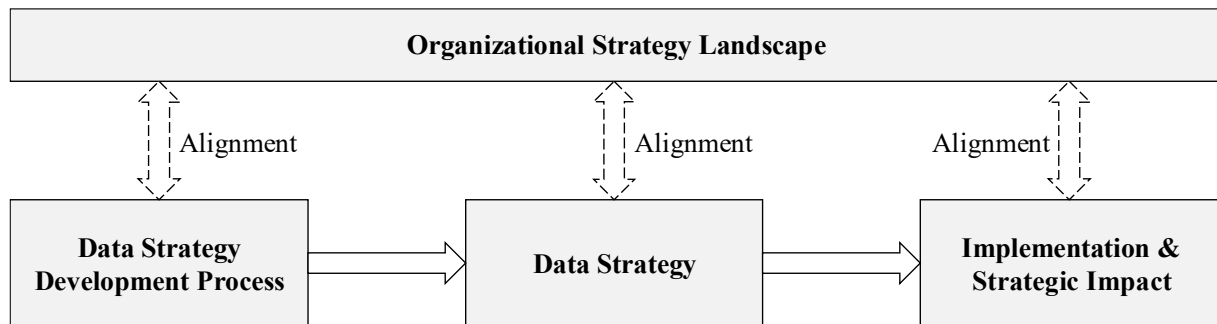 Organizational Strategy Landscape
Alignment
Alignment
Alignment
Data Strategy
Development Process
Data Strategy
Implementation &
Strategic Impact